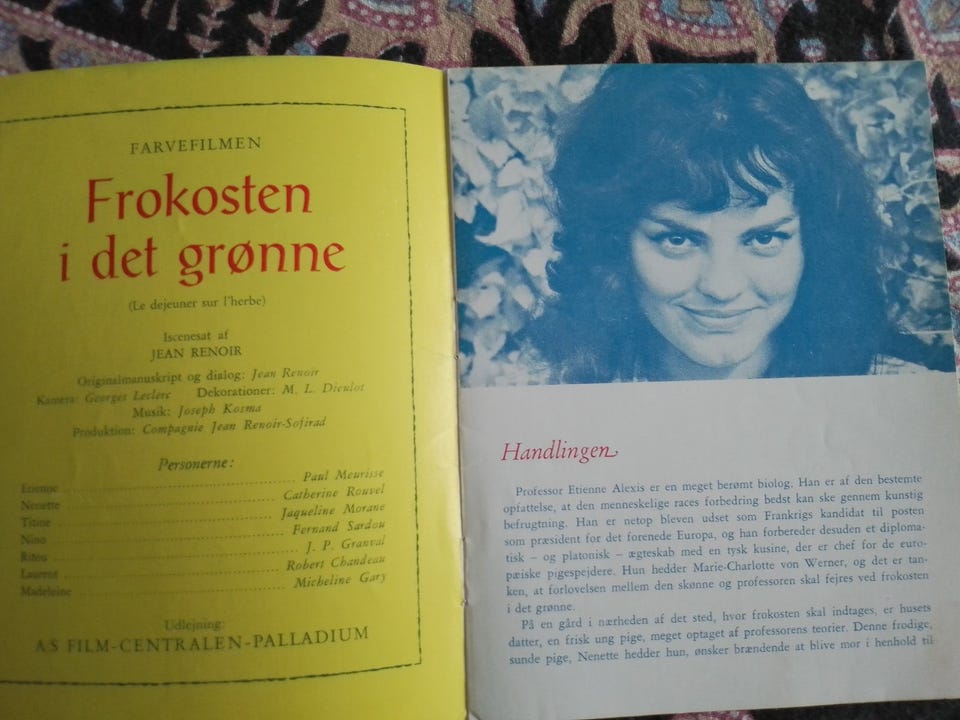 FARVEFILMEN
Frokosten
i det grønne
(Le dejeuner sur l'herbe)
Iscenesat af
JEAN RENOIR
Originalmanuskript og dialog: Jean Renoir
Kamera: Georges Leclerc Dekorationer: M. L. Dieulot
Musik: Joseph Kosma
Produktion: Compagnie Jean Renoir-Sofirad
Personerne:
Etienne Paul Meurisse
Nenette Catherine Rouvel
Titine Jaqueline Morane
Nino Fernand Sardou
Ritou J. P. Granval
Laurent Robert Chandeau
Madeleine Micheline Gary
Udlejning:
A/S FILM-CENTRALEN-PALLADIUM
Handlingen
Professor Etienne Alexis er en meget berømt biolog. Han er af den bestemte
opfattelse, at den menneskelige races forbedring bedst kan ske gennem kunstig
befrugtning. Han er netop bleven udset som Frankrigs kandidat til posten
som præsident for det forenede Europa, og han forbereder desuden et diploma-
tisk – og platonisk – ægteskab med en tysk kusine, der er chef for de euro-
pæiske pigespejdere. Hun hedder Marie-Charlotte von Werner, og det er tan-
ken, at forlovelsen mellem den skønne og professoren skal fejres ved frokosten
i det grønne.
På en gård i nærheden af det sted, hvor frokosten skal indtages, er husets
datter, en frisk ung pige, meget optaget af professorens teorier. Denne frodige,
sunde pige, Nenette hedder hun, ønsker brændende at blive mor i henhold til